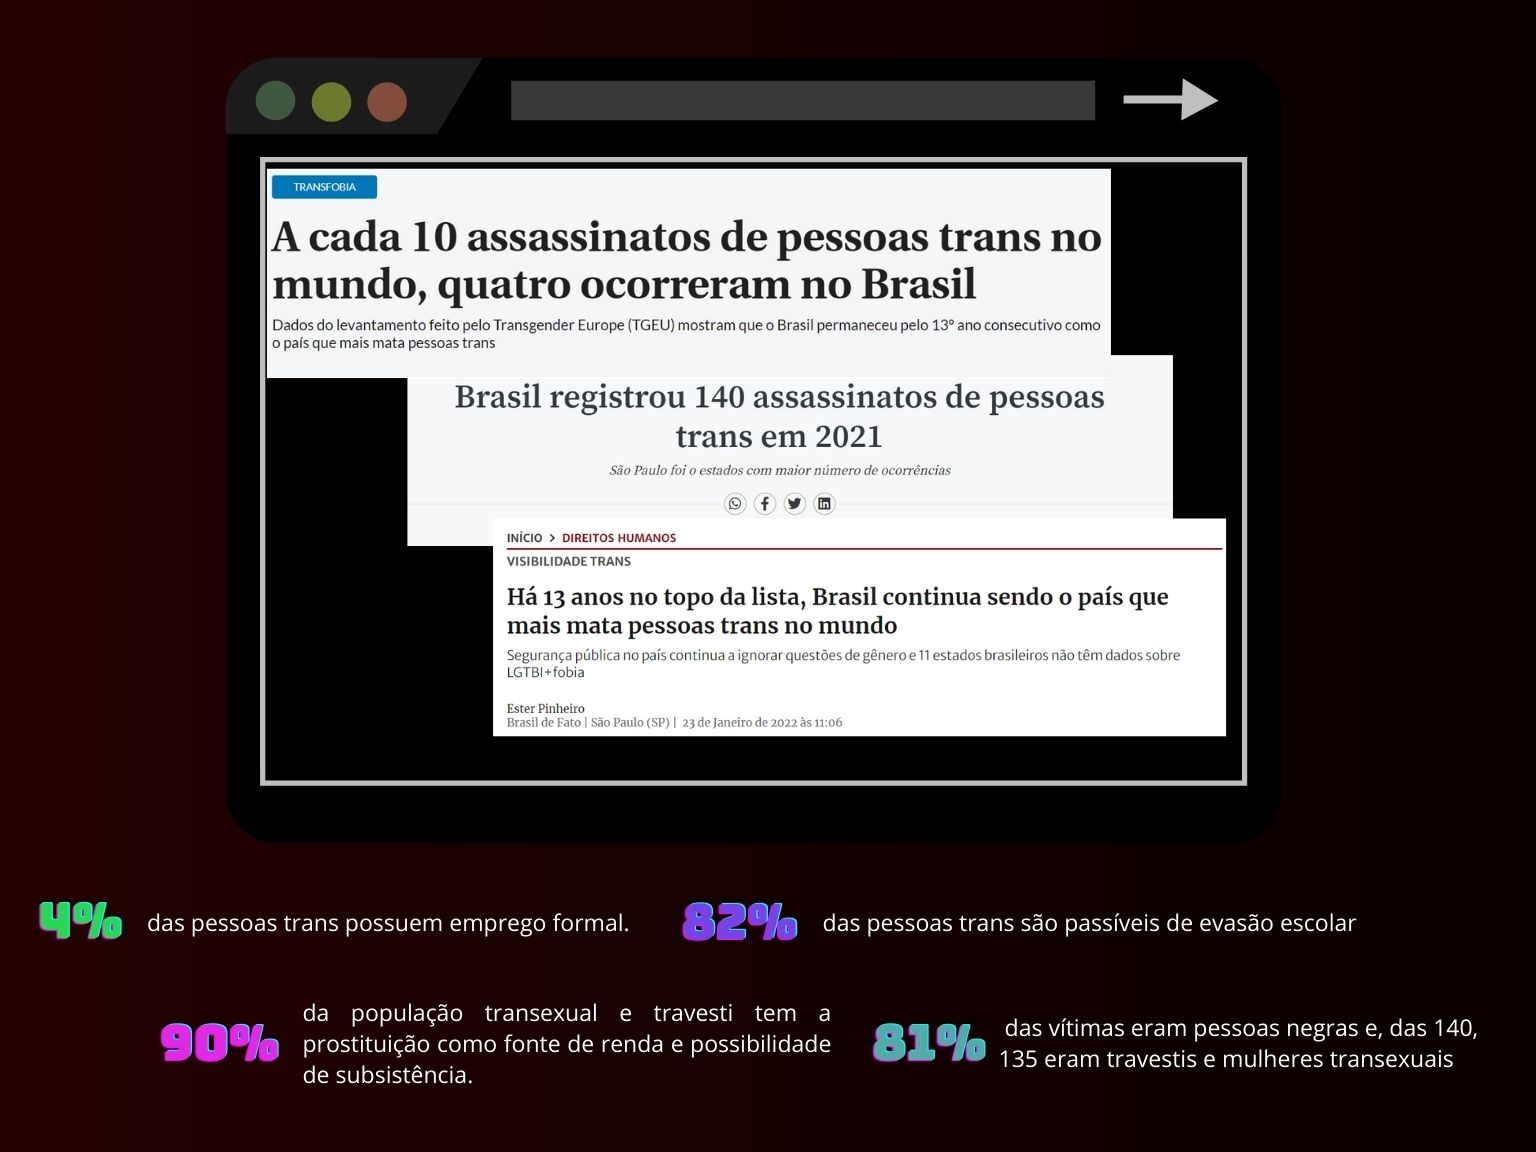 TRANSFOBIA
A cada 10 assassinatos de pessoas trans no
mundo, quatro ocorreram no Brasil
Dados do levantamento feito pelo Transgender Europe (TGEU) mostram que o Brasil permaneceu pelo 13º ano consecutivo como
o país que mais mata pessoas trans
Brasil registrou 140 assassinatos de pessoas
trans em 2021
São Paulo foi o estados com maior número de ocorrências
INÍCIO > DIREITOS HUMANOS
VISIBILIDADE TRANS
Há 13 anos no topo da lista, Brasil continua sendo o país que
mais mata pessoas trans no mundo
Segurança pública no país continua a ignorar questões de gênero e 11 estados brasileiros não têm dados sobre
LGTBI+fobia
Ester Pinheiro
Brasil de Fato | São Paulo (SP) | 23 de Janeiro de 2022 às 11:06
4% das pessoas trans possuem emprego formal.
82% das pessoas trans são passíveis de evasão escolar
90% da população transexual e travesti tem a
prostituição como fonte de renda e possibilidade
de subsistência.
81% das vítimas eram pessoas negras e, das 140,
135 eram travestis e mulheres transexuais